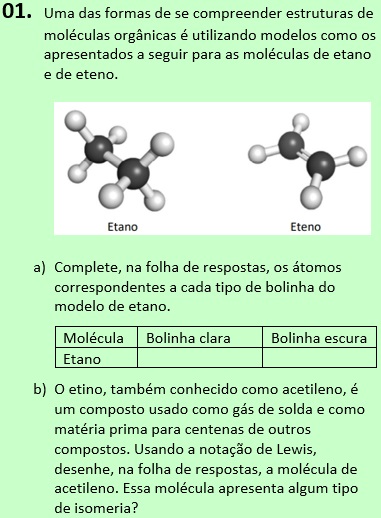 01. Uma das formas de se compreender estruturas de
moléculas orgânicas é utilizando modelos como os
apresentados a seguir para as moléculas de etano
e de eteno.
Etano Eteno
a) Complete, na folha de respostas, os átomos
correspondentes a cada tipo de bolinha do
modelo de etano.
Molécula Bolinha clara Bolinha escura
Etano
b) O etino, também conhecido como acetileno, é
um composto usado como gás de solda e como
matéria prima para centenas de outros
compostos. Usando a notação de Lewis,
desenhe, na folha de respostas, a molécula de
acetileno. Essa molécula apresenta algum tipo
de isomeria?